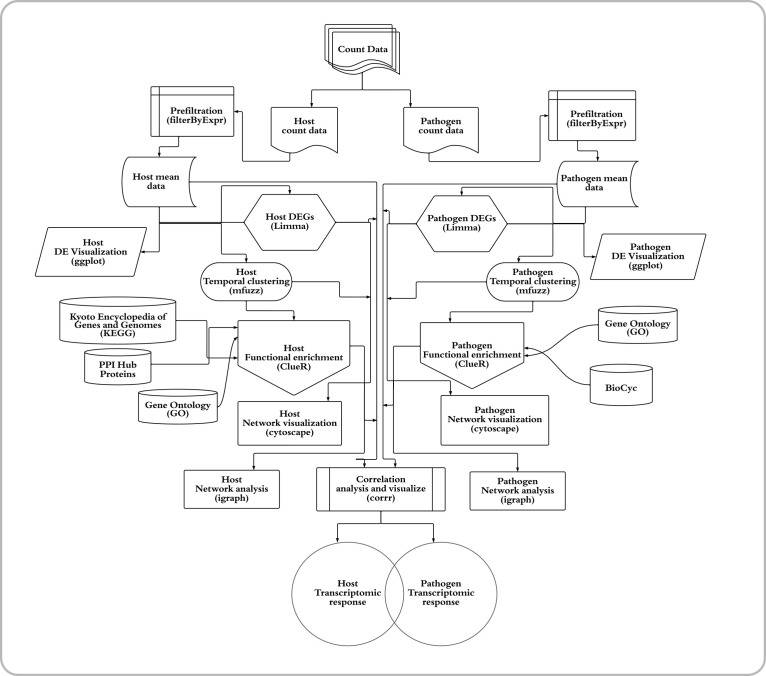 Count Data
Prefiltration
(filterByExpr)
Host
count data
Pathogen
count data
Prefiltration
(filterByExpr)
Host mean
data
Pathogen mean
data
Host DEGs
(Limma)
Pathogen DEGs
(Limma)
Host
DE Visualization
(ggplot)
Pathogen
DE Visualization
(ggplot)
Host
Temporal clustering
(mfuzz)
Pathogen
Temporal clustering
(mfuzz)
Kyoto Encyclopedia of
Genes and Genomes
(KEGG)
Gene Ontology
(GO)
Host
Functional enrichment
(ClueR)
Pathogen
Functional enrichment
(ClueR)
PPI Hub
Proteins
BioCyc
Gene Ontology
(GO)
Host
Network visualization
(cytoscape)
Pathogen
Network visualization
(cytoscape)
Host
Network analysis
(igraph)
Correlation
analysis and visualize
(corrr)
Pathogen
Network analysis
(igraph)
Host
Transcriptomic
response
Pathogen
Transcriptomic
response